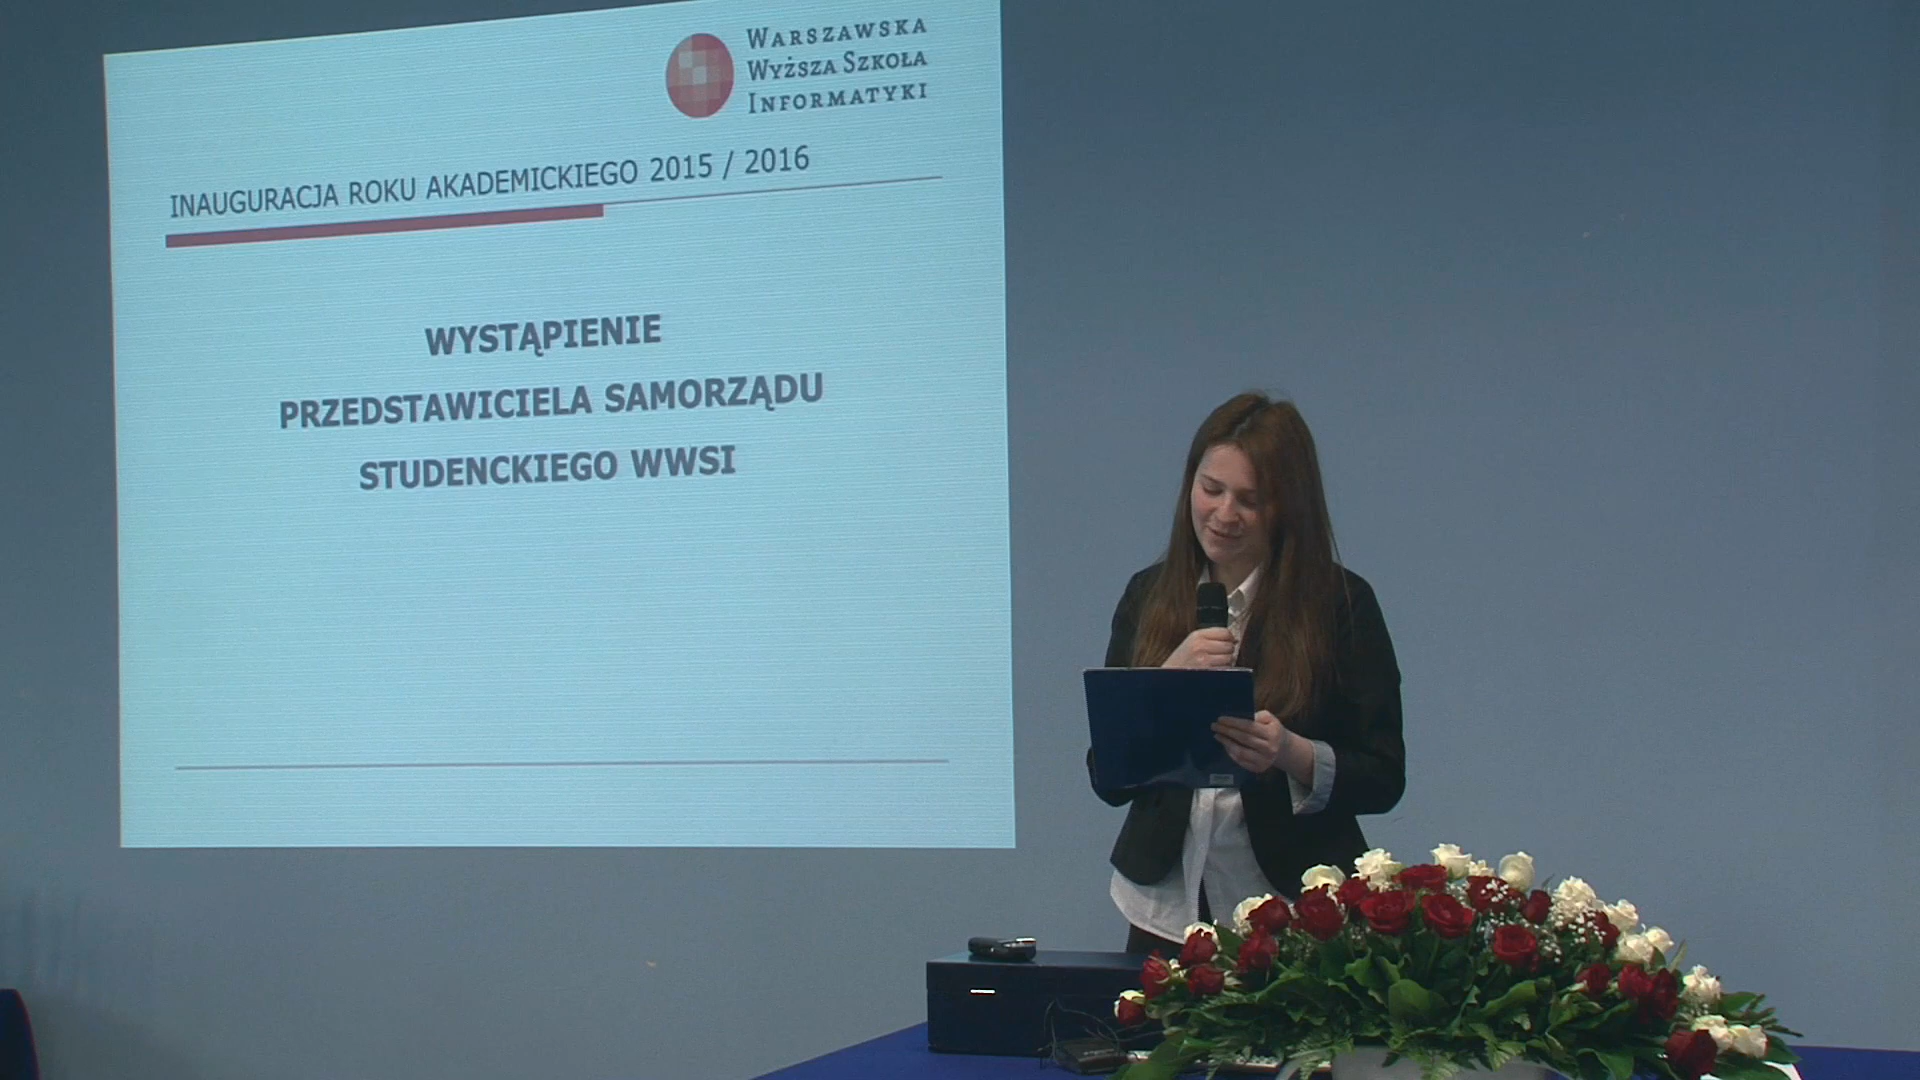 WARSZAWSKA
WYŻSZA SZKOŁA
INFORMATYKI
INAUGURACJA ROKU AKADEMICKIEGO 2015 / 2016
WYSTĄPIENIE
PRZEDSTAWICIELA SAMORZĄDU
STUDENCKIEGO WWSI